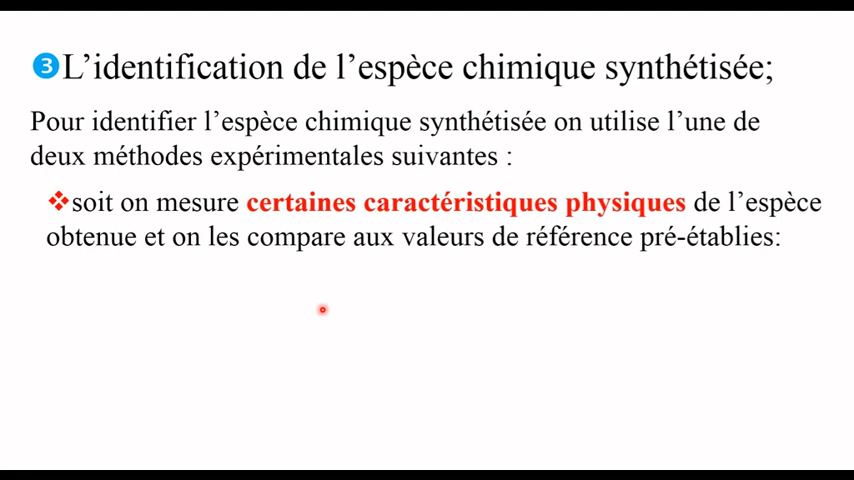 ❸L’identification de l’espèce chimique synthétisée;
Pour identifier l’espèce chimique synthétisée on utilise l’une de
deux méthodes expérimentales suivantes :
❖soit on mesure certaines caractéristiques physiques de l’espèce
obtenue et on les compare aux valeurs de référence pré-établies: